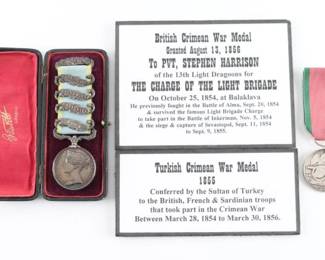 British Crimean War Medal
Granted August 13, 1856
To PVT, STEPHEN HARRISON
of the 13th Light Dragoons for
THE CHARGE OF THE LIGHT BRIGADE
On October 25, 1854, at Balaklava
He previously fought in the Battle of Alma, Sept. 20, 1854
& survived the famous Light Brigade Charge
to take part in the Battle of Inkerman, Nov. 5, 1854
& the siege & capture of Sevastopol, Sept. 11, 1854
to Sept. 9, 1855.
Turkish Crimean War Medal
1855
Conferred by the Sultan of Turkey
to the British, French & Sardinian troops
that took part in the Crimean War
Between March 28, 1854 to March 30, 1856.